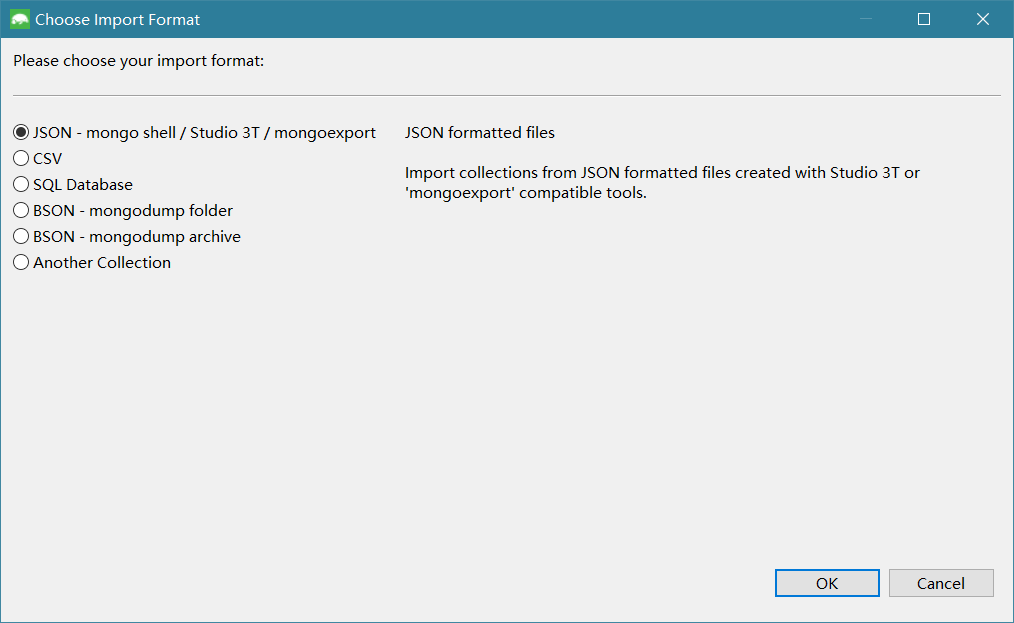 Choose Import Format
Please choose your import format:
JSON - mongo shell / Studio 3T / mongoexport
CSV
SQL Database
BSON - mongodump folder
BSON - mongodump archive
Another Collection
JSON formatted files
Import collections from JSON formatted files created with Studio 3T or
'mongoexport' compatible tools.
OK
Cancel